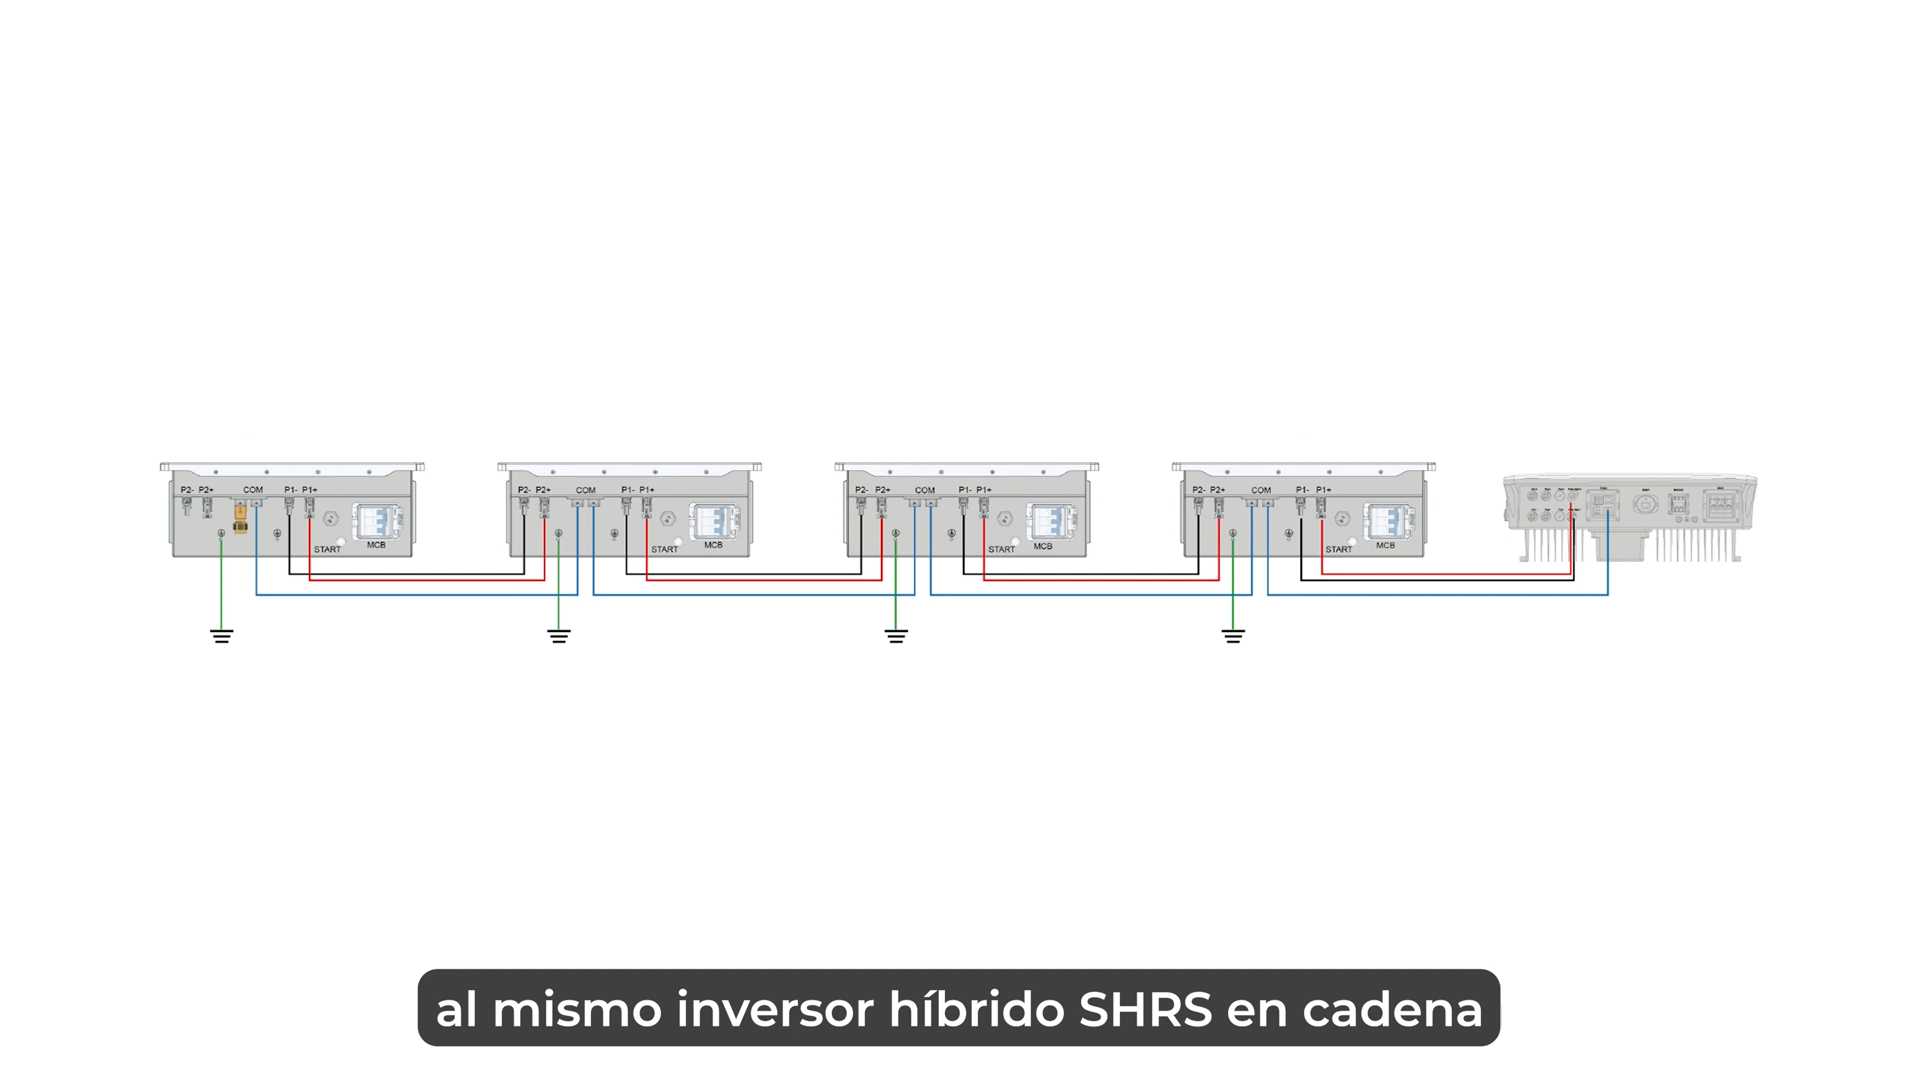 P2- P2+ COM P1- P1+
START MCB
P2- P2+ COM P1- P1+
START MCB
P2- P2+ COM P1- P1+
START MCB
P2- P2+ COM P1- P1+
START MCB
al mismo inversor híbrido SHRS en cadena